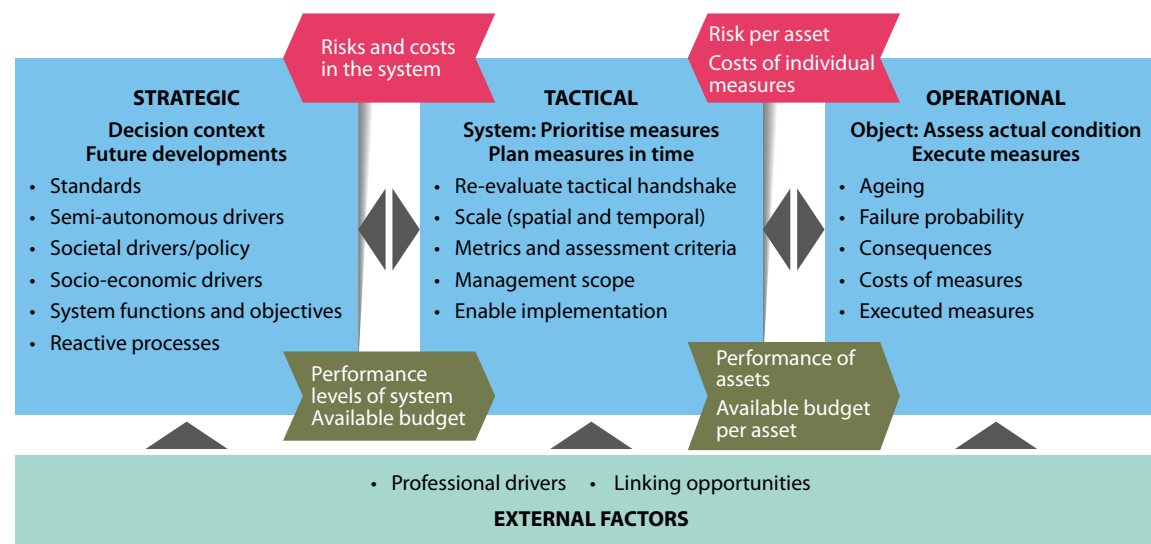 Risks and costs
in the system
Risk per asset
Costs of individual
measures
STRATEGIC
Decision context
Future developments
• Standards
• Semi-autonomous drivers
• Societal drivers/policy
• Socio-economic drivers
• System functions and objectives
• Reactive processes
TACTICAL
System: Prioritise measures
Plan measures in time
• Re-evaluate tactical handshake
• Scale (spatial and temporal)
• Metrics and assessment criteria
• Management scope
• Enable implementation
OPERATIONAL
Object: Assess actual condition
Execute measures
• Ageing
• Failure probability
• Consequences
• Costs of measures
• Executed measures
Performance
levels of system
Available budget
Performance of
assets
Available budget
per asset
• Professional drivers • Linking opportunities
EXTERNAL FACTORS